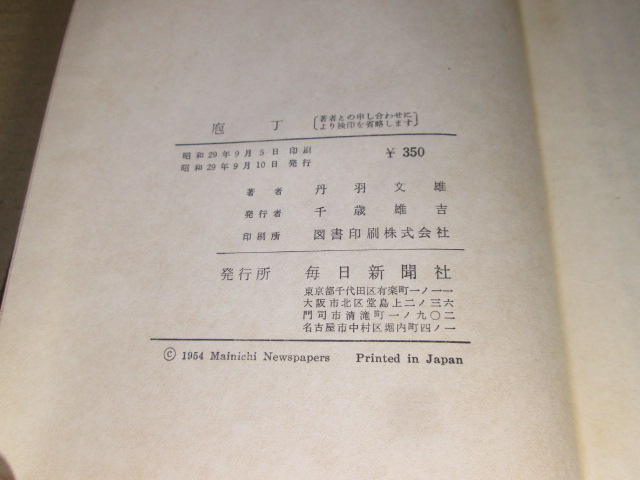 庖丁
〔著者との申し合わせに
より検印を省略します〕
昭和29年9月5日 印刷
昭和29年9月10日 発行
¥ 350
著者 丹羽文雄
発行者 千歳雄吉
印刷所 図書印刷株式会社
発行所 毎日新聞社
東京都千代田区有楽町一ノ一一
大阪市北区堂島上二ノ三六
門司市清滝町一ノ九〇二
名古屋市中村区堀内町四ノ一
© 1954 Mainichi Newspapers Printed in Japan